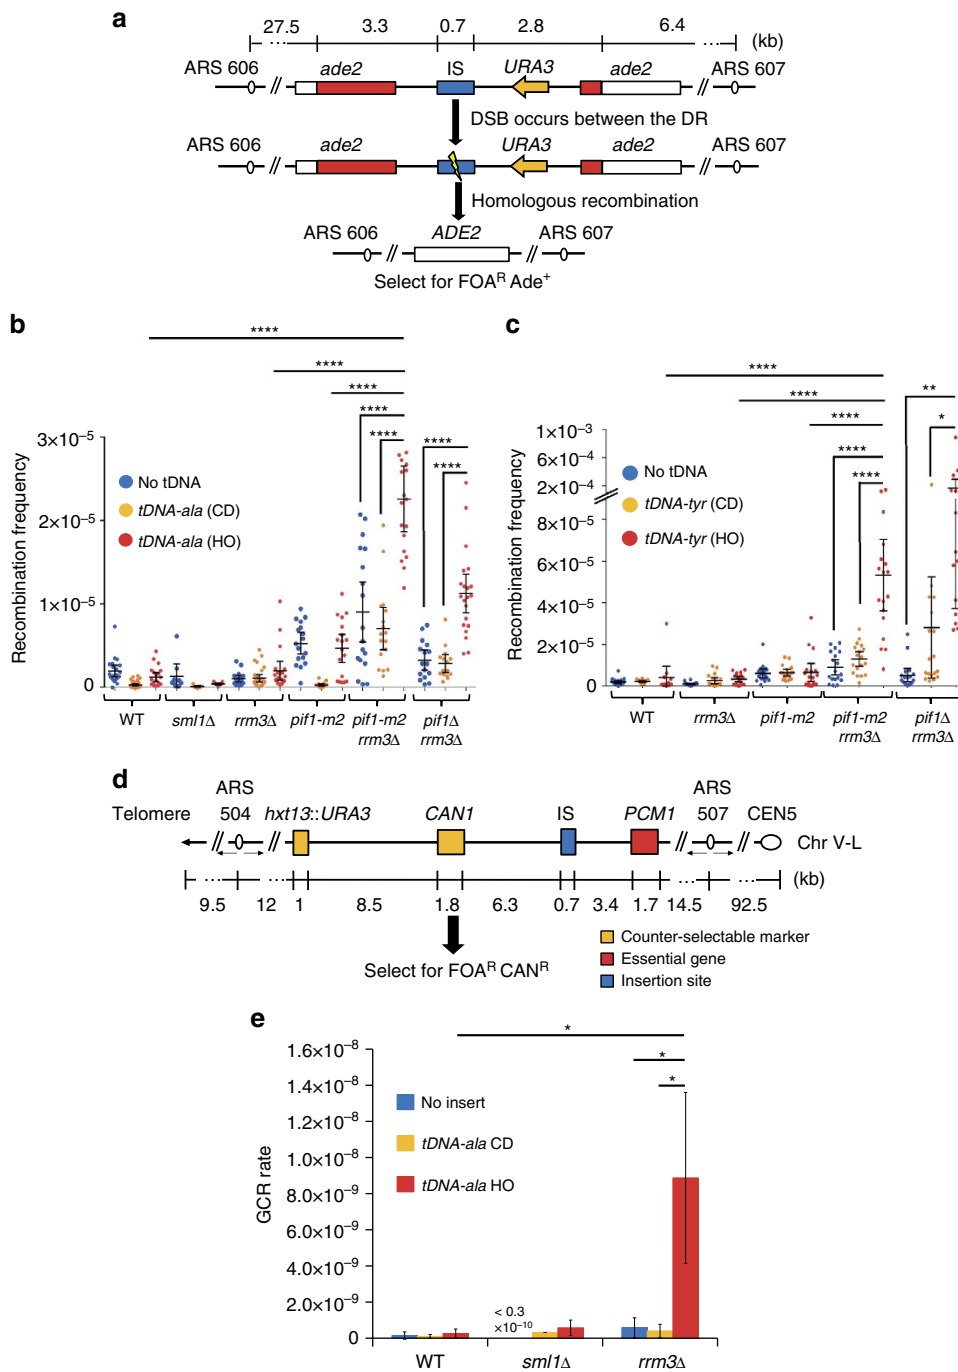 a
27.5 3.3 0.7 2.8 6.4
(kb)
ARS 606 ade2 IS URA3 ade2 ARS 607
DSB occurs between the DR
ARS 606 ade2 URA3 ade2 ARS 607
Homologous recombination
ARS 606 ADE2 ARS 607
Select for FOAR Ade+
b
****
****
****
****
****
****
****
Recombination frequency
3×10−5
2×10−5
1×10−5
0
No tDNA
tDNA-ala (CD)
tDNA-ala (HO)
WT sml1Δ rrm3Δ pif1-m2 pif1-m2 rrm3Δ pif1Δ rrm3Δ
c
****
****
****
****
****
**
*
Recombination frequency
1×10−3
6×10−4
2×10−4
8×10−5
6×10−5
4×10−5
2×10−5
0
No tDNA
tDNA-tyr (CD)
tDNA-tyr (HO)
WT rrm3Δ pif1-m2 pif1-m2 rrm3Δ pif1Δ rrm3Δ
d
Telomere ARS 504 hxt13::URA3 CAN1 IS PCM1 ARS 507 CEN5
Chr V-L
(kb)
9.5 12 1 8.5 1.8 6.3 0.7 3.4 1.7 14.5 92.5
Select for FOAR CANR
Counter-selectable marker
Essential gene
Insertion site
e
*
*
*
GCR rate
1.6×10−8
1.4×10−8
1.2×10−8
1.0×10−8
8.0×10−9
6.0×10−9
4.0×10−9
2.0×10−9
0
No insert
tDNA-ala CD
tDNA-ala HO
< 0.3
×10−10
WT sml1Δ rrm3Δ